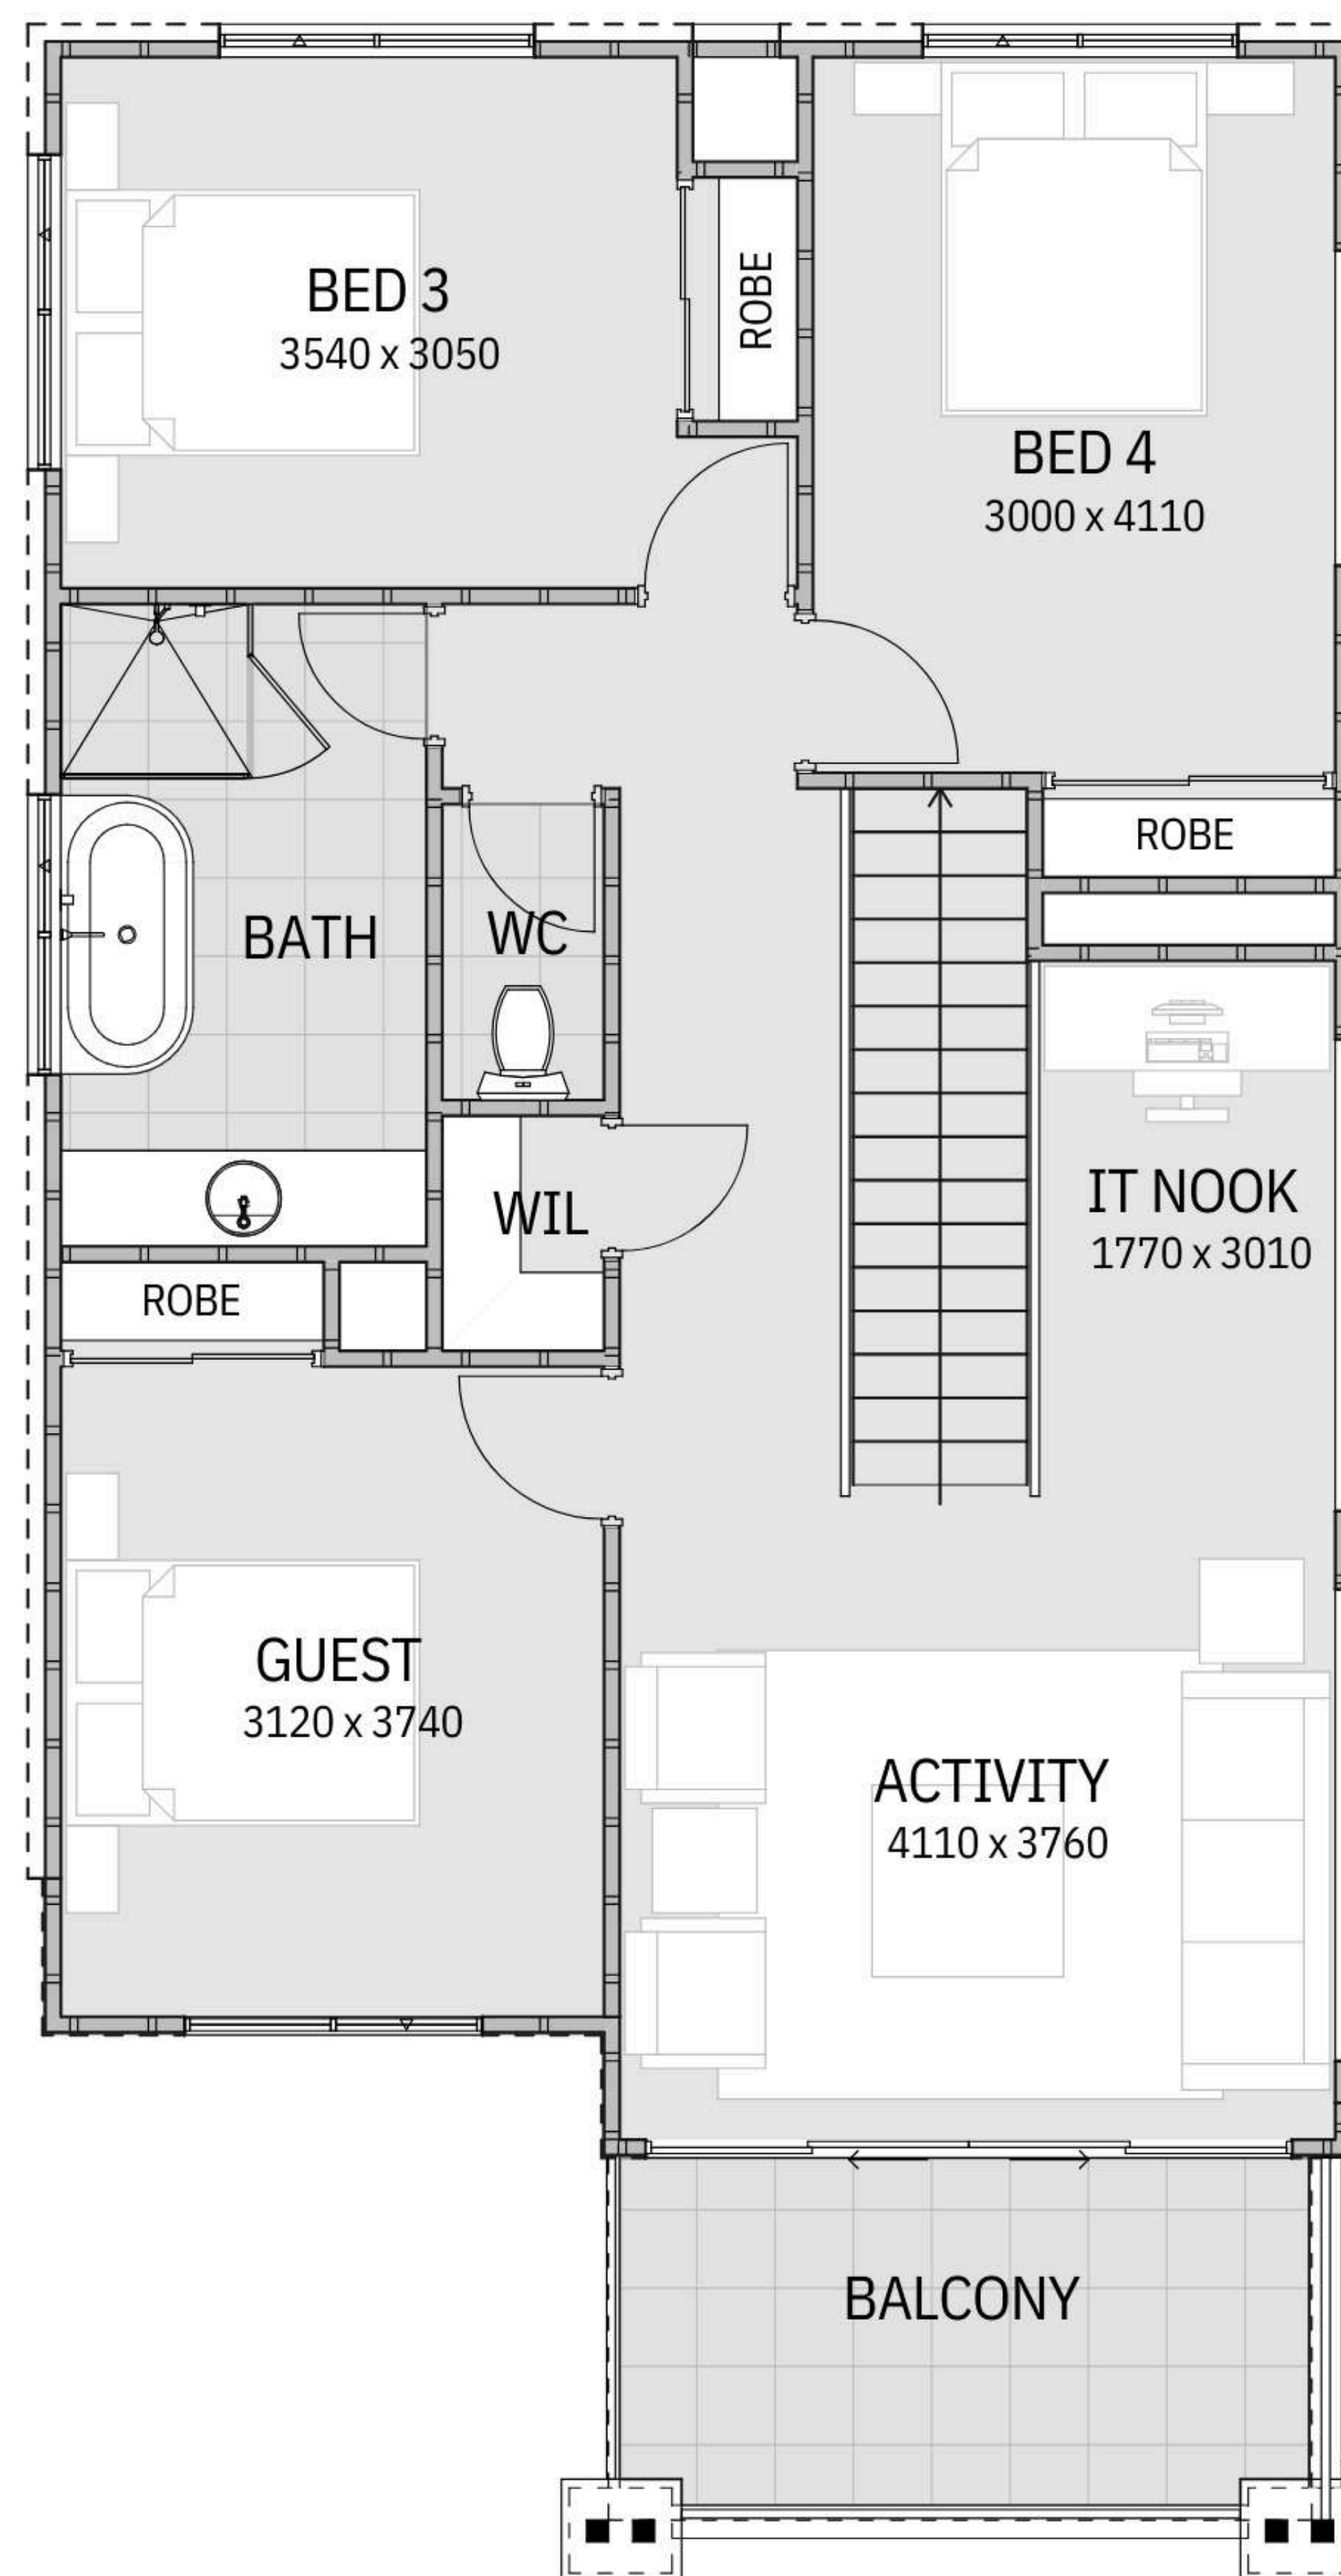 BED 3
3540 x 3050
ROBE
BED 4
3000 x 4110
ROBE
BATH
WC
IT NOOK
1770 x 3010
WIL
ROBE
GUEST
3120 x 3740
ACTIVITY
4110 x 3760
BALCONY